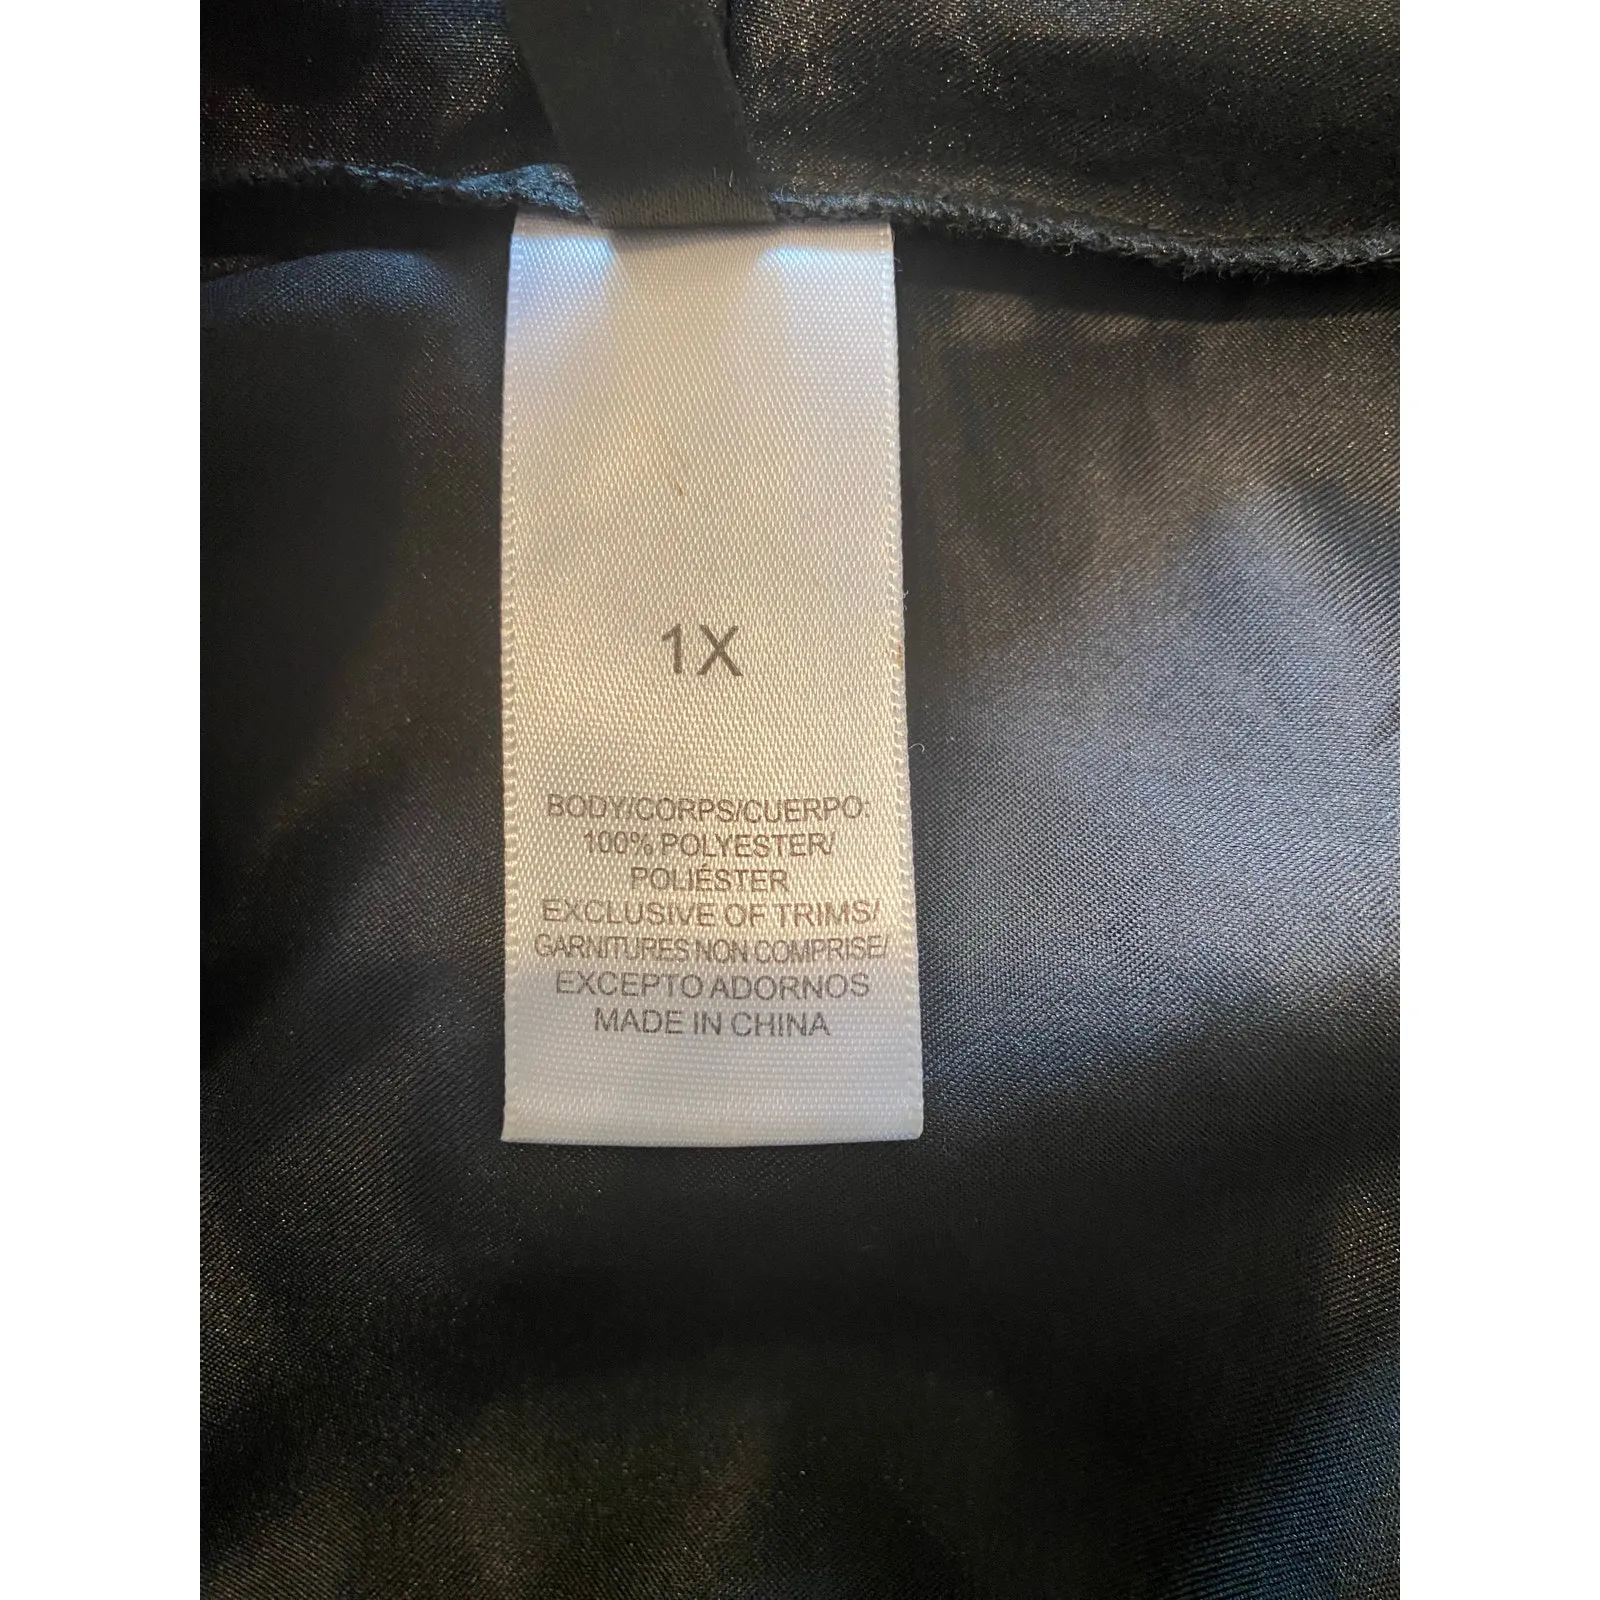 1X
BODY/CORPS/CUERPO:
100% POLYESTER/
POLIÉSTER
EXCLUSIVE OF TRIMS/
GARNITURES NON COMPRISE/
EXCEPTO ADORNOS
MADE IN CHINA